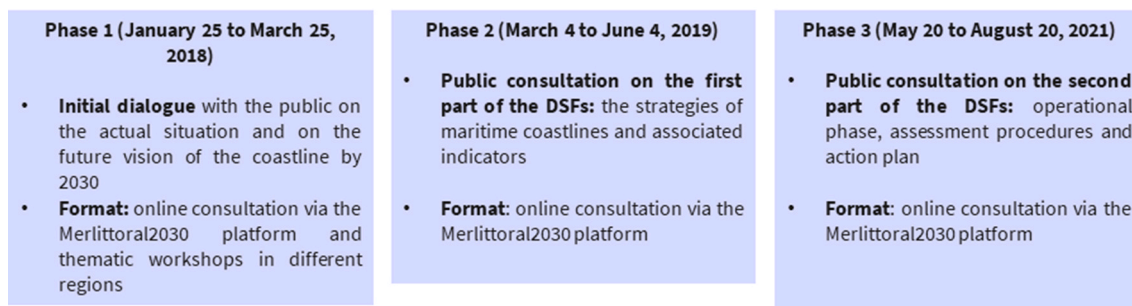 Phase 1 (January 25 to March 25,
2018)
• Initial dialogue with the public on
the actual situation and on the
future vision of the coastline by
2030
• Format: online consultation via the
Merlittoral2030 platform and
thematic workshops in different
regions
Phase 2 (March 4 to June 4, 2019)
• Public consultation on the first
part of the DSFs: the strategies of
maritime coastlines and associated
indicators
• Format: online consultation via the
Merlittoral2030 platform
Phase 3 (May 20 to August 20, 2021)
• Public consultation on the second
part of the DSFs: operational
phase, assessment procedures and
action plan
• Format: online consultation via the
Merlittoral2030 platform